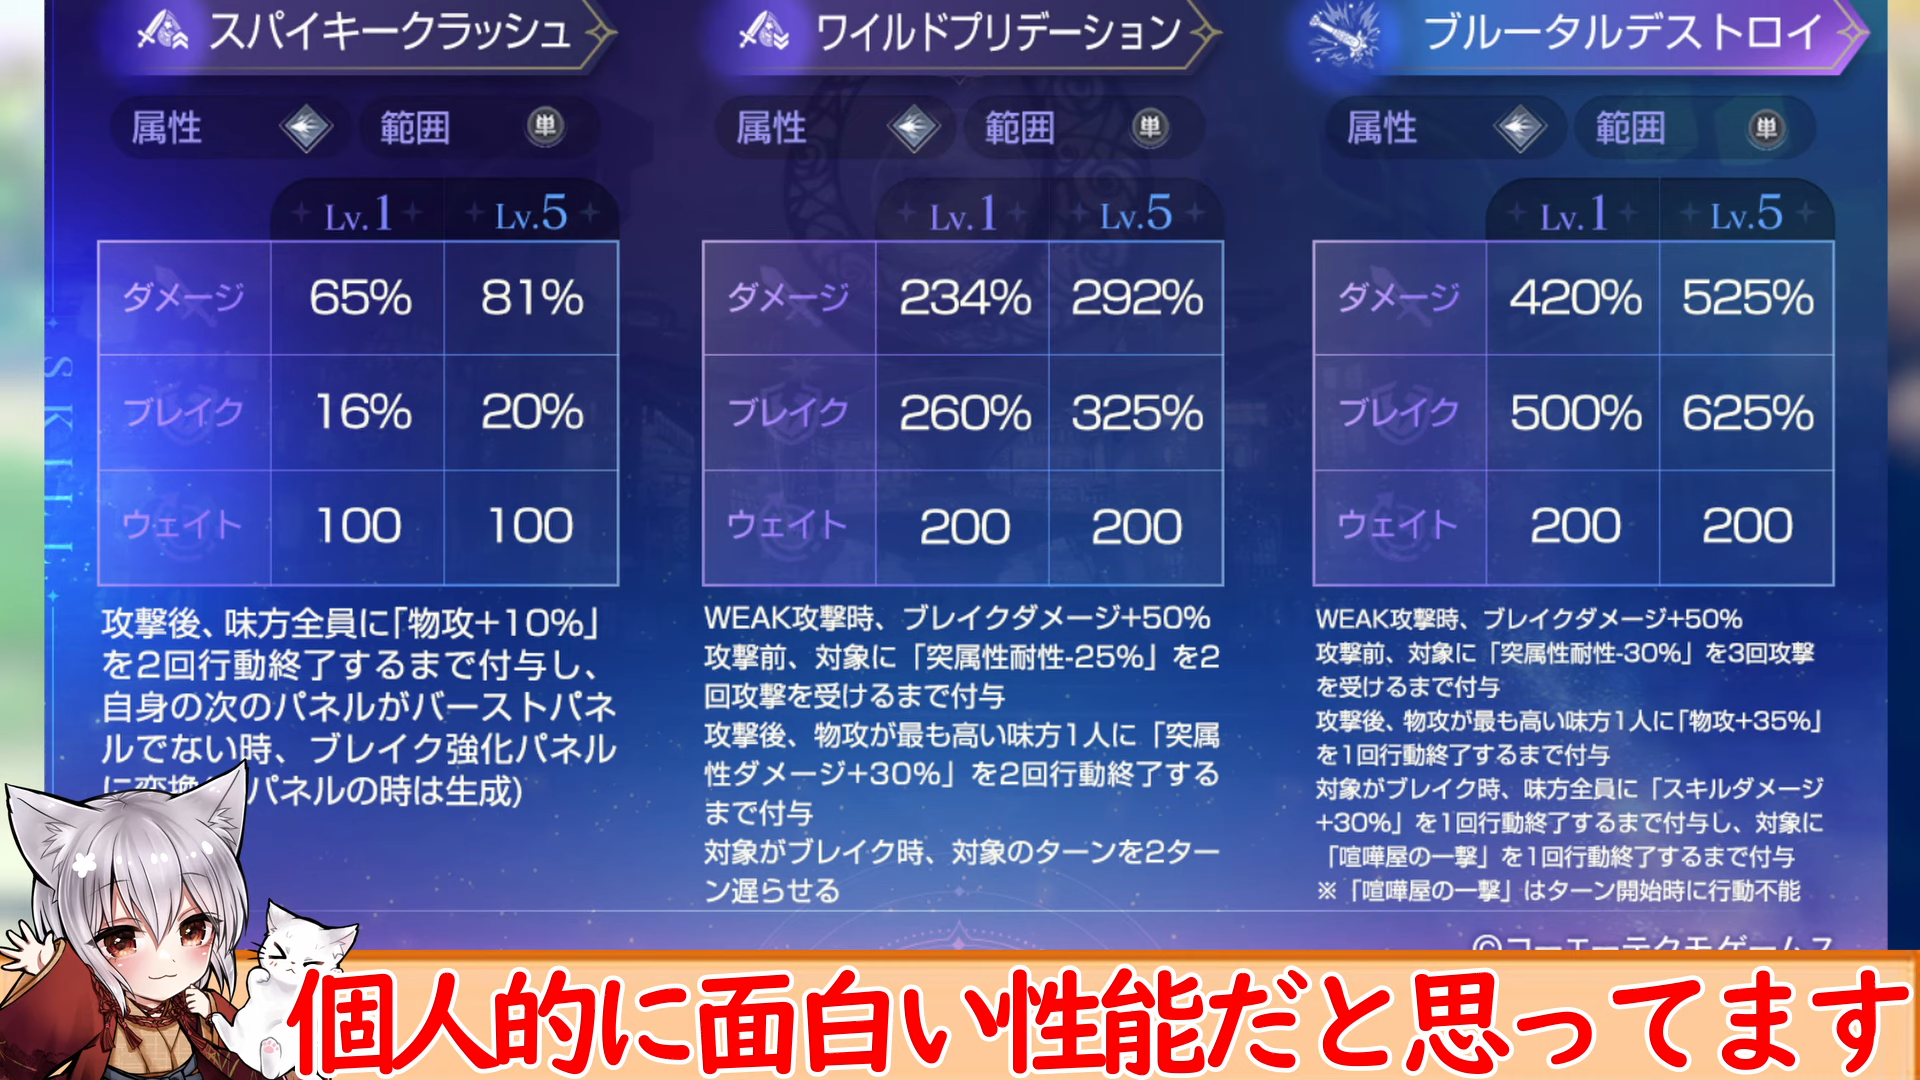 スパイキークラッシュ
属性 範囲 単
Lv.1 Lv.5
ダメージ 65% 81%
ブレイク 16% 20%
ウェイト 100 100
攻撃後、味方全員に「物攻+10%」
を2回行動終了するまで付与し、
自身の次のパネルがバーストパネ
ルでない時、ブレイク強化パネル
に変換 パネルの時は生成)
ワイルドプリデーション
属性 範囲 単
Lv.1 Lv.5
ダメージ 234% 292%
ブレイク 260% 325%
ウェイト 200 200
WEAK攻撃時、ブレイクダメージ+50%
攻撃前、対象に「突属性耐性-25%」を2
回攻撃を受けるまで付与
攻撃後、物攻が最も高い味方1人に「突属
性ダメージ+30%」を2回行動終了する
まで付与
対象がブレイク時、対象のターンを2ター
ン遅らせる
ブルータルデストロイ
属性 範囲 単
Lv.1 Lv.5
ダメージ 420% 525%
ブレイク 500% 625%
ウェイト 200 200
WEAK攻撃時、ブレイクダメージ+50%
攻撃前、対象に「突属性耐性-30%」を3回攻撃
を受けるまで付与
攻撃後、物攻が最も高い味方1人に「物攻+35%」
を1回行動終了するまで付与
対象がブレイク時、味方全員に「スキルダメージ
+30%」を1回行動終了するまで付与し、対象に
「喧嘩屋の一撃」を1回行動終了するまで付与
※「喧嘩屋の一撃」はターン開始時に行動不能
SKILL
©コーエーテクモゲームス
個人的に面白い性能だと思ってます